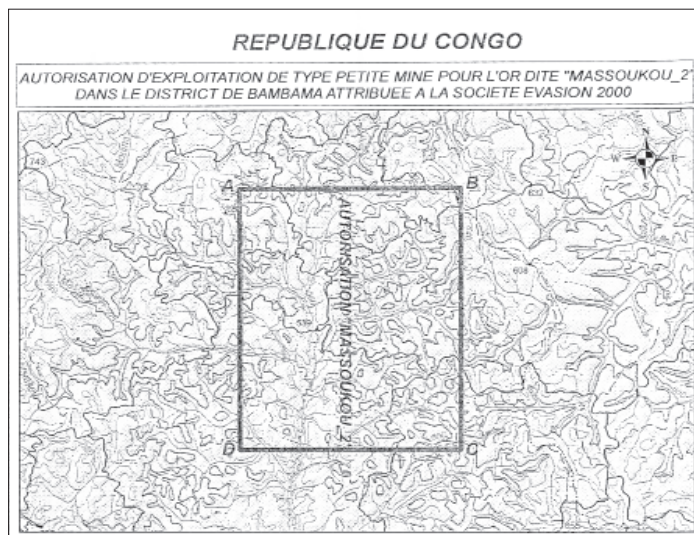 REPUBLIQUE DU CONGO
AUTORISATION D'EXPLOITATION DE TYPE PETITE MINE POUR L'OR DITE "MASSOUKOU_2"
DANS LE DISTRICT DE BAMBAMA ATTRIBUEE A LA SOCIETE EVASION 2000
743
N
W E
S
A B
AUTORISATION MASSOUKOU_2
608
D C